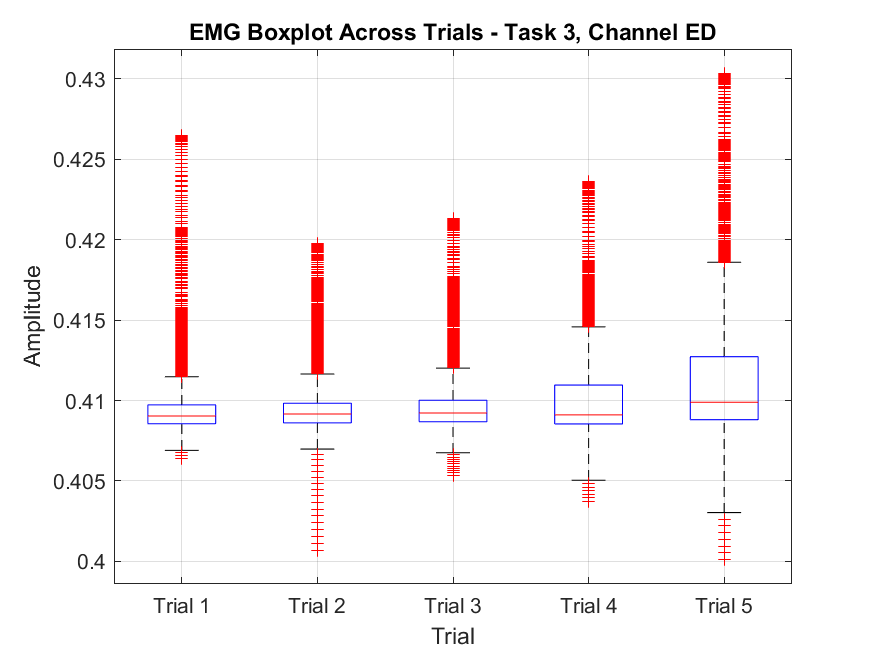 EMG Boxplot Across Trials - Task 3, Channel ED
0.43
0.425
0.42
0.415
0.41
0.405
0.4
Amplitude
Trial 1
Trial 2
Trial 3
Trial 4
Trial 5
Trial